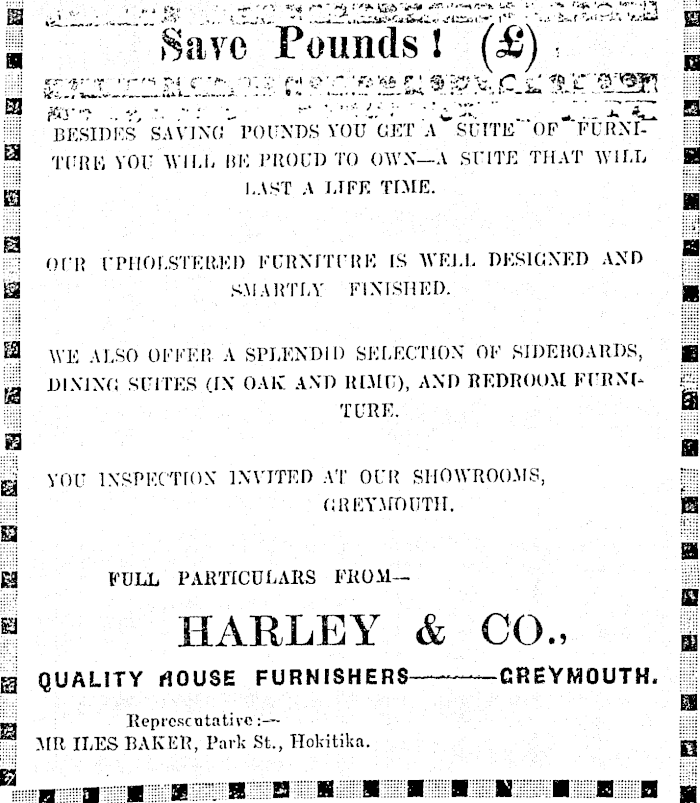 Save Pounds! (£)
BESIDES SAVING POUNDS YOU GET A SUITE OF FURNI-
TURE YOU WILL BE PROUD TO OWN—A SUITE THAT WILL
LAST A LIFE TIME.
OUR UPHOLSTERED FURNITURE IS WELL DESIGNED AND
SMARTLY FINISHED.
WE ALSO OFFER A SPLENDID SELECTION OF SIDEBOARDS,
DINING SUITES (IN OAK AND RIMU), AND BEDROOM FURNI-
TURE.
YOU INSPECTION INVITED AT OUR SHOWROOMS,
GREYMOUTH.
FULL PARTICULARS FROM—
HARLEY & CO.,
QUALITY HOUSE FURNISHERS———GREYMOUTH.
Representative:—
MR ILES BAKER, Park St., Hokitika.